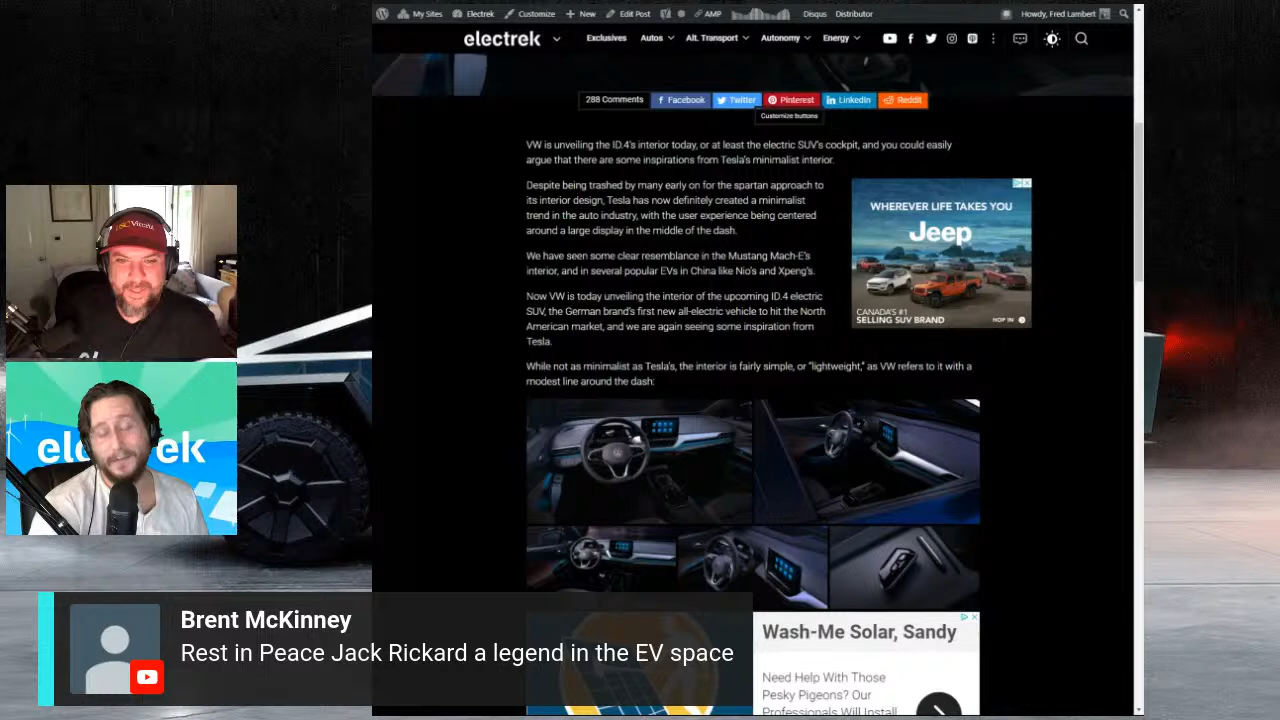 My Sites
Electrek
Customize
New
Edit Post
AMP
Disqus
Distributor
Howdy, Fred Lambert
electrek
Exclusives
Autos
Alt. Transport
Autonomy
Energy
288 Comments
Facebook
Twitter
Pinterest
LinkedIn
Reddit
Customize buttons
VW is unveiling the ID.4's interior today, or at least the electric SUV's cockpit, and you could easily
argue that there are some inspirations from Tesla's minimalist interior.
Despite being trashed by many early on for the spartan approach to
its interior design, Tesla has now definitely created a minimalist
trend in the auto industry, with the user experience being centered
around a large display in the middle of the dash.
We have seen some clear resemblance in the Mustang Mach-E's
interior, and in several popular EVs in China like Nio's and Xpeng's.
Now VW is today unveiling the interior of the upcoming ID.4 electric
SUV, the German brand's first new all-electric vehicle to hit the North
American market, and we are again seeing some inspiration from
Tesla.
While not as minimalist as Tesla's, the interior is fairly simple, or "lightweight," as VW refers to it with a
modest line around the dash:
WHEREVER LIFE TAKES YOU
Jeep
CANADA'S #1
SELLING SUV BRAND
HOP IN
Wash-Me Solar, Sandy
Need Help With Those
Pesky Pigeons? Our
Professionals Will Install
Brent McKinney
Rest in Peace Jack Rickard a legend in the EV space